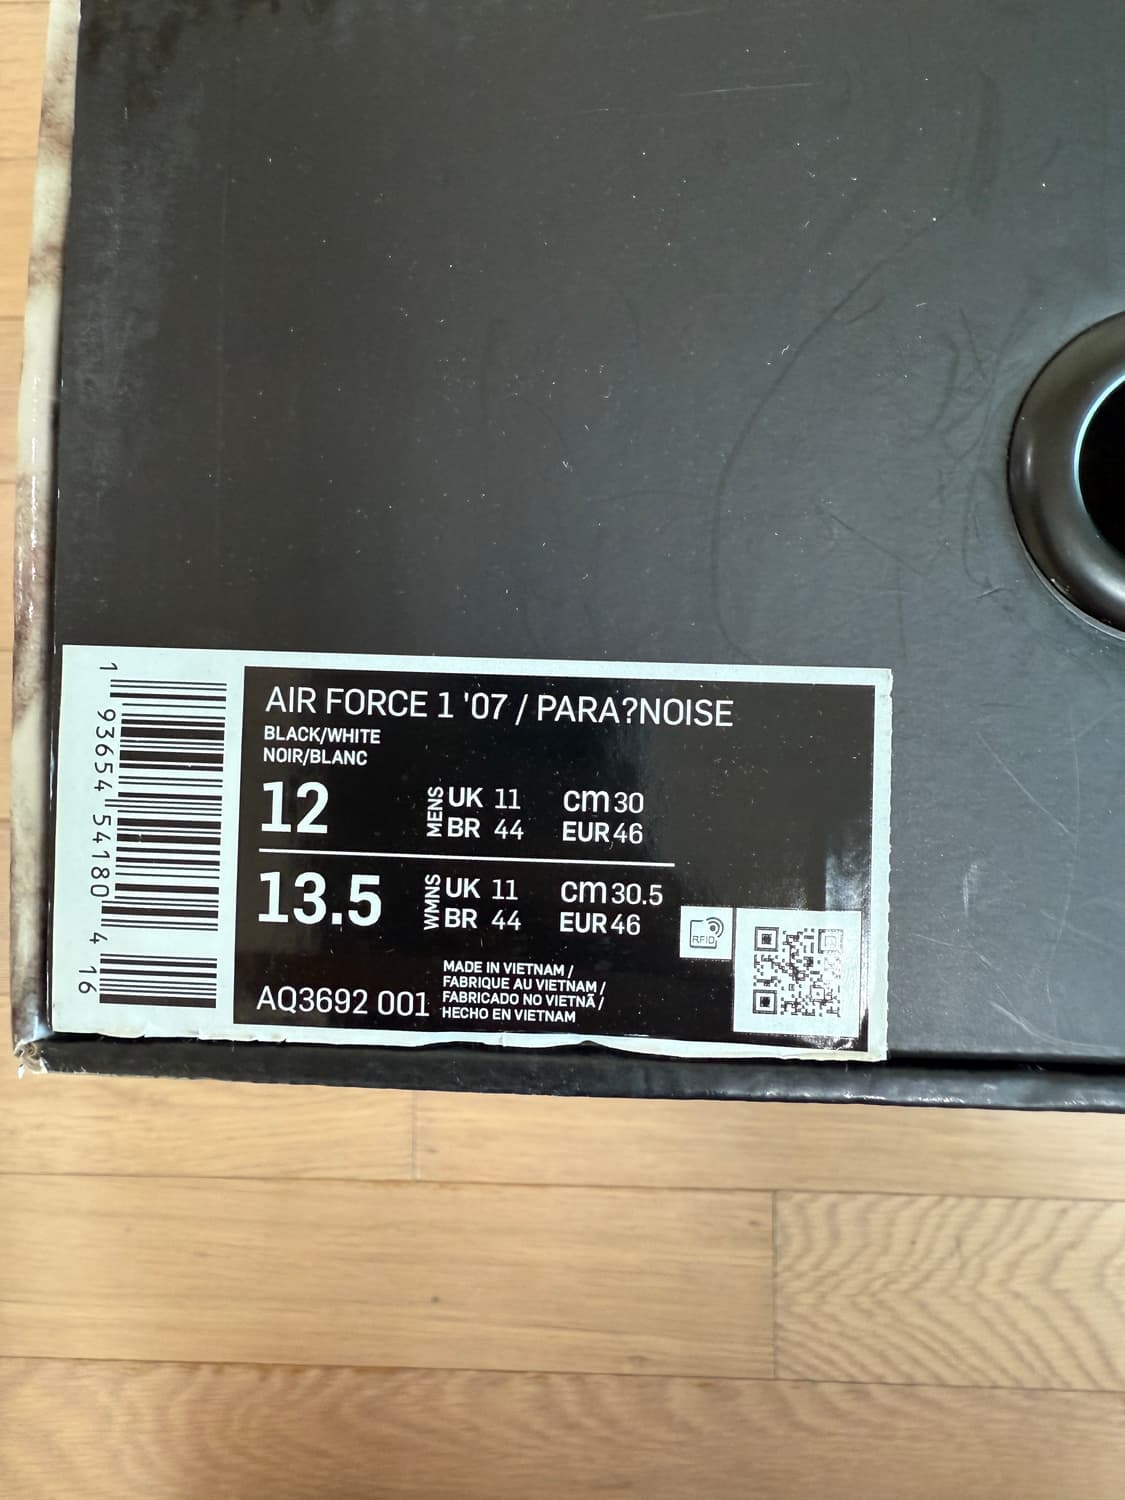 AIR FORCE 1 '07 / PARA?NOISE
BLACK/WHITE
NOIR/BLANC
12
MENS
UK 11
BR 44
cm 30
EUR 46
13.5
WMNS
UK 11
BR 44
cm 30.5
EUR 46
RFID
AQ3692 001
MADE IN VIETNAM /
FABRIQUE AU VIETNAM /
FABRICADO NO VIETNÃ /
HECHO EN VIETNAM
1 93654 54180 4 16